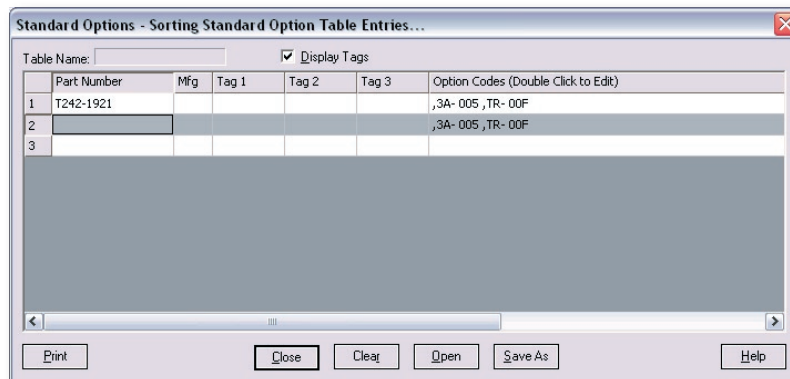 Standard Options - Sorting Standard Option Table Entries...
Table Name: Display Tags
Part Number Mfg Tag 1 Tag 2 Tag 3 Option Codes (Double Click to Edit)
1 T242-1921 ,3A- 005 ,TR- 00F
2 ,3A- 005 ,TR- 00F
3
Print Close Clear Open Save As Help